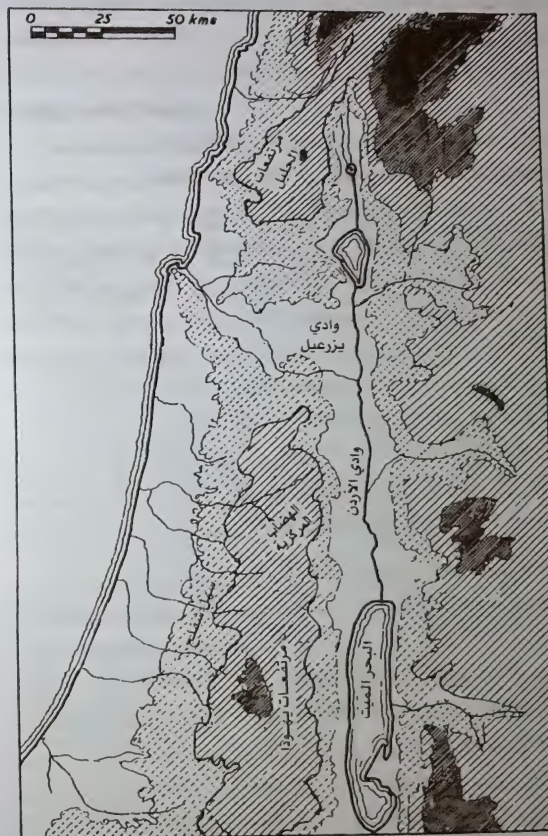 0 25 50 kms
مرتفعات
الجليل
وادي
يزرعيل
وادي الأردن
الهضاب
المركزية
مرتفعات يهودا
البحر الميت